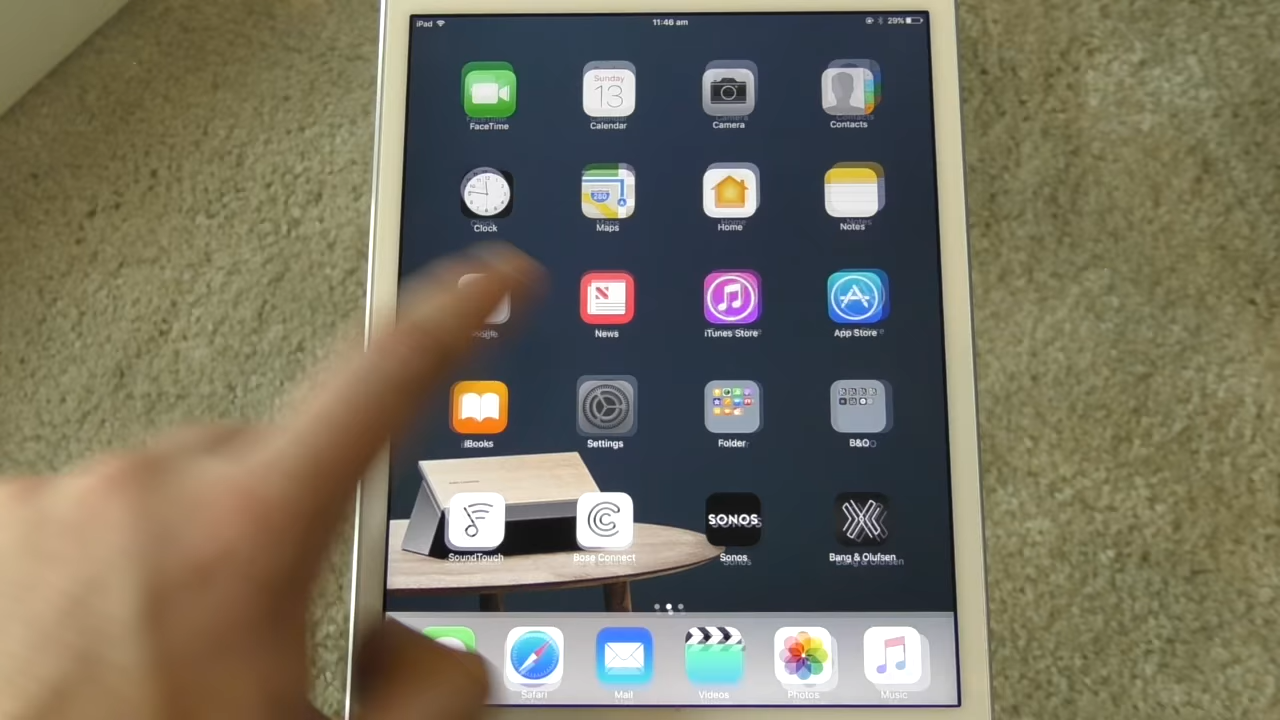 iPad 11:46 am 29%
Sunday
13
FaceTime Calendar Camera Contacts
280
Clock Maps Home Notes
News iTunes Store App Store
iBooks Settings Folder B&O
SONOS
SoundTouch Bose Connect Sonos Bang & Olufsen
Safari Mail Videos Photos Music